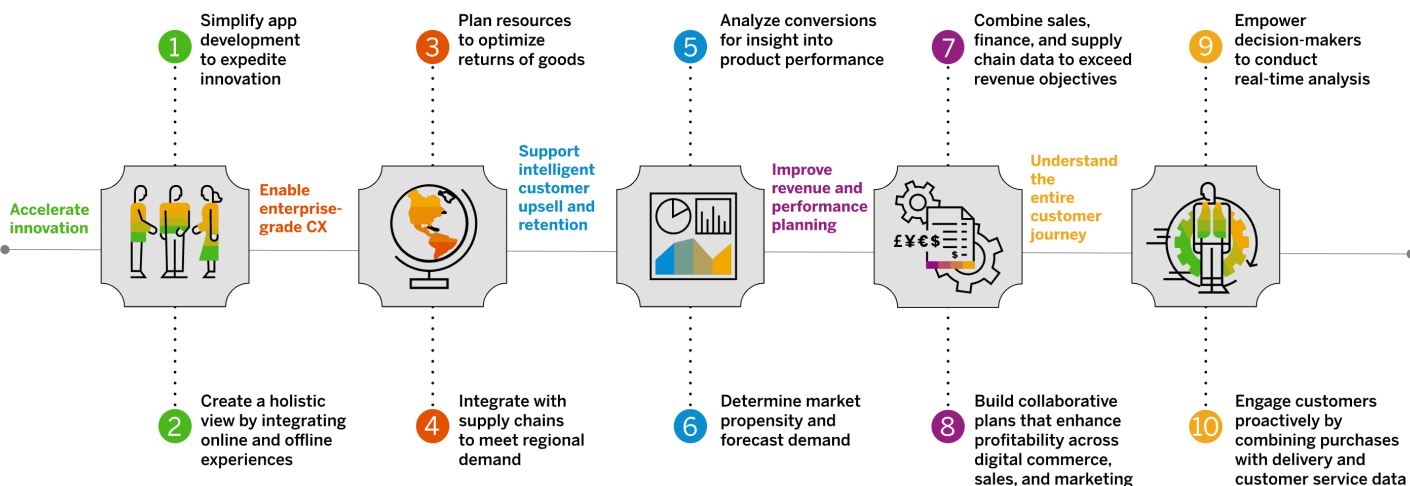 1
Simplify app
development
to expedite
innovation
3
Plan resources
to optimize
returns of goods
5
Analyze conversions
for insight into
product performance
7
Combine sales,
finance, and supply
chain data to exceed
revenue objectives
9
Empower
decision-makers
to conduct
real-time analysis
Accelerate
innovation
Enable
enterprise-
grade CX
Support
intelligent
customer
upsell and
retention
Improve
revenue and
performance
planning
£¥€$
$
Understand
the
entire
customer
journey
2
Create a holistic
view by integrating
online and offline
experiences
4
Integrate with
supply chains
to meet regional
demand
6
Determine market
propensity and
forecast demand
8
Build collaborative
plans that enhance
profitability across
digital commerce,
sales, and marketing
10
Engage customers
proactively by
combining purchases
with delivery and
customer service data